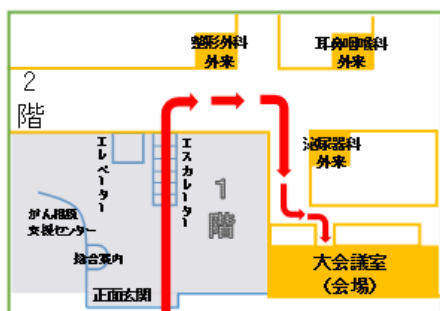 整形外科
外来
耳鼻咽喉科
外来
2
階
エレベーター
エスカレーター
泌尿器科
外来
1
階
がん相談
支援センター
総合案内
正面玄関
大会議室
(会場)